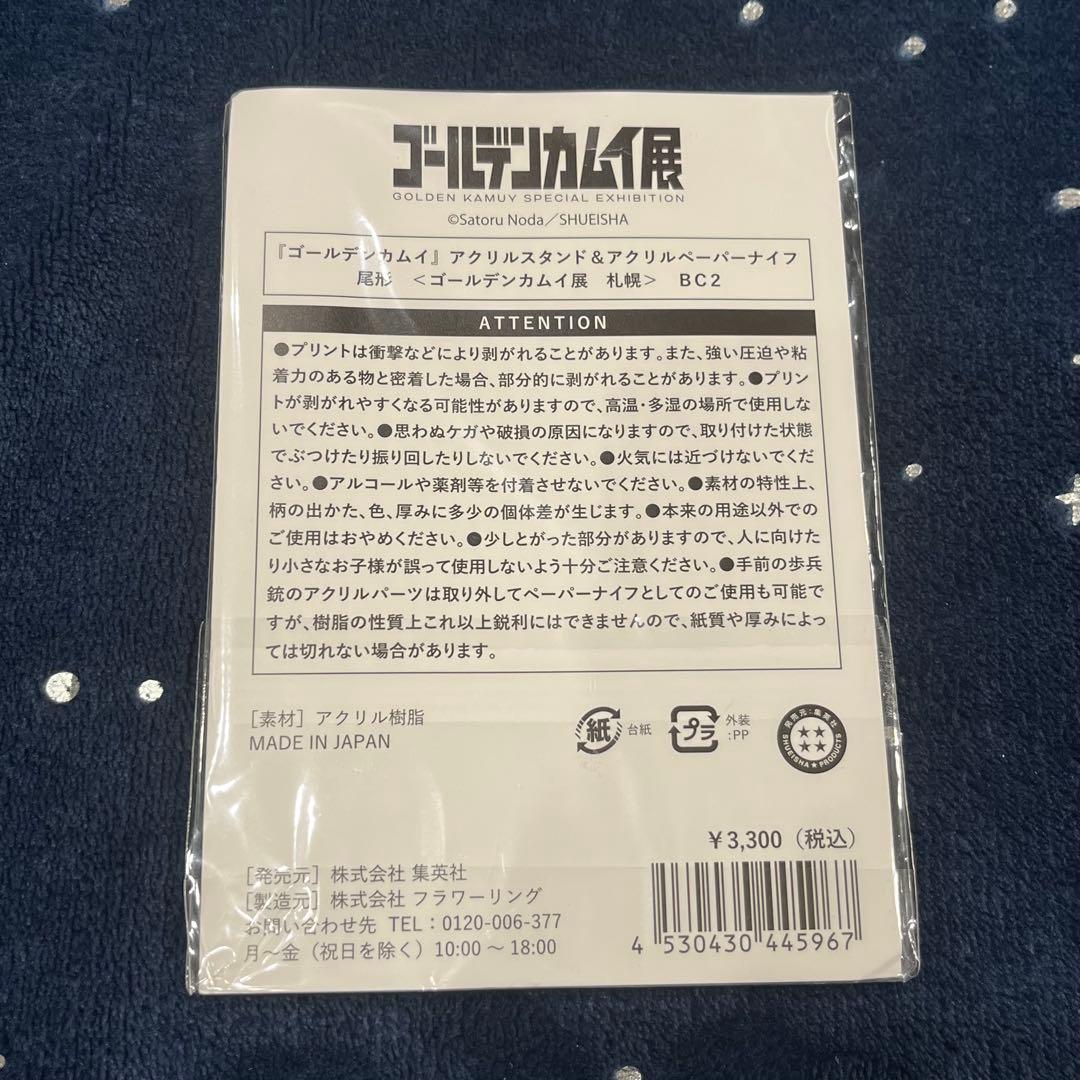 ゴールデンカムイ展
GOLDEN KAMUY SPECIAL EXHIBITION
©Satoru Noda／SHUEISHA
『ゴールデンカムイ』アクリルスタンド＆アクリルペーパーナイフ
尾形　＜ゴールデンカムイ展　札幌＞　BC2
ATTENTION
●プリントは衝撃などにより剥がれることがあります。また、強い圧迫や粘
着力のある物と密着した場合、部分的に剥がれることがあります。●プリン
トが剥がれやすくなる可能性がありますので、高温・多湿の場所で使用しな
いでください。●思わぬケガや破損の原因になりますので、取り付けた状態
でぶつけたり振り回したりしないでください。●火気には近づけないでくだ
さい。●アルコールや薬剤等を付着させないでください。●素材の特性上、
柄の出かた、色、厚みに多少の個体差が生じます。●本来の用途以外での
ご使用はおやめください。●少しとがった部分がありますので、人に向けた
り小さなお子様が誤って使用しないよう十分ご注意ください。●手前の歩兵
銃のアクリルパーツは取り外してペーパーナイフとしてのご使用も可能で
すが、樹脂の性質上これ以上鋭利にはできませんので、紙質や厚みによっ
ては切れない場合があります。
［素材］アクリル樹脂
MADE IN JAPAN
紙 台紙
プラ 外装
:PP
発売元:集英社
SHUEISHA★PRODUCTS
￥3,300（税込）
［発売元］株式会社 集英社
［製造元］株式会社 フラワーリング
お問い合わせ先 TEL：0120-006-377
月〜金（祝日を除く）10:00〜18:00
4 530430 445967